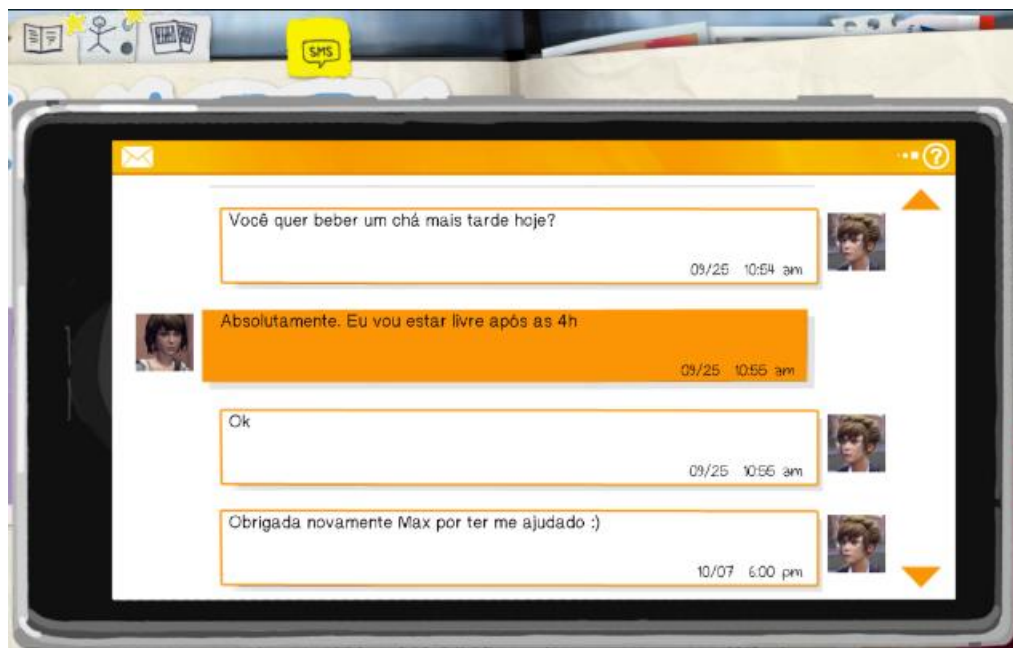 SMS
Você quer beber um chá mais tarde hoje?
09/25 10:54 am
Absolutamente. Eu vou estar livre após as 4h
09/25 10:55 am
Ok
09/25 10:55 am
Obrigada novamente Max por ter me ajudado :)
10/07 6:00 pm